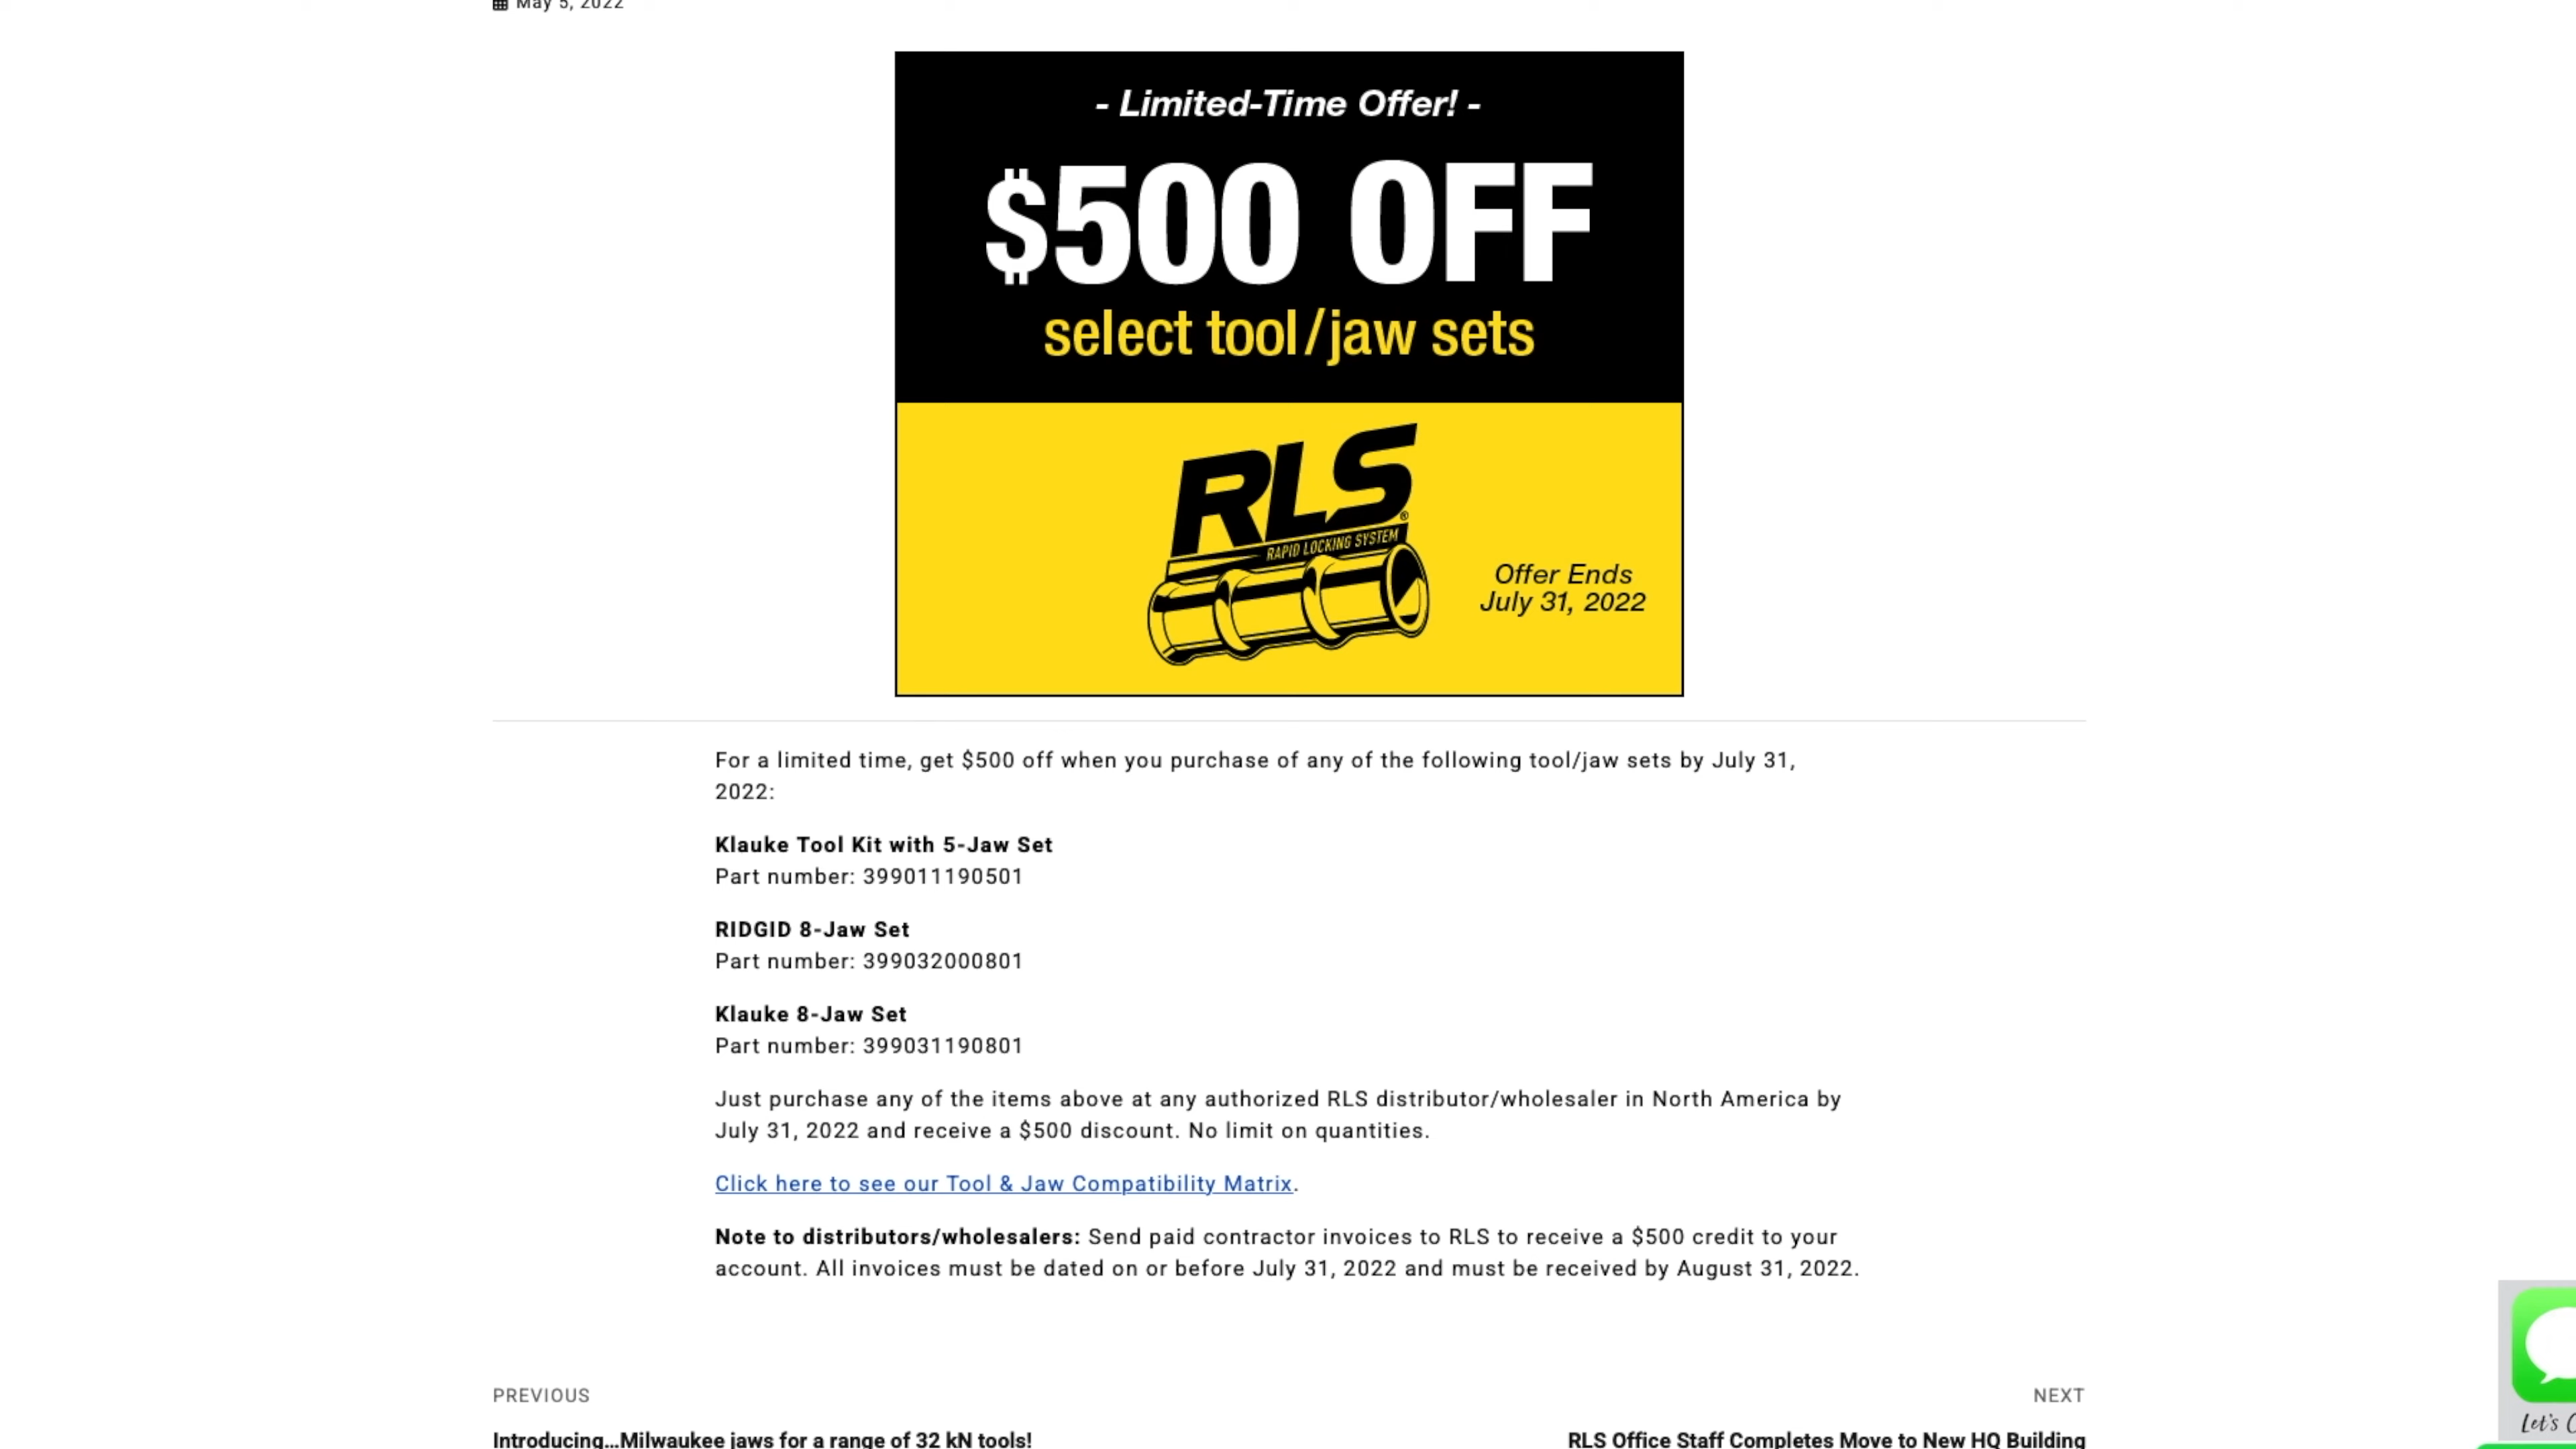 May 5, 2022
- Limited-Time Offer! -
$500 OFF
select tool/jaw sets
RLS®
RAPID LOCKING SYSTEM
Offer Ends
July 31, 2022
For a limited time, get $500 off when you purchase of any of the following tool/jaw sets by July 31,
2022:
Klauke Tool Kit with 5-Jaw Set
Part number: 399011190501
RIDGID 8-Jaw Set
Part number: 399032000801
Klauke 8-Jaw Set
Part number: 399031190801
Just purchase any of the items above at any authorized RLS distributor/wholesaler in North America by
July 31, 2022 and receive a $500 discount. No limit on quantities.
Click here to see our Tool & Jaw Compatibility Matrix.
Note to distributors/wholesalers: Send paid contractor invoices to RLS to receive a $500 credit to your
account. All invoices must be dated on or before July 31, 2022 and must be received by August 31, 2022.
PREVIOUS
NEXT
Introducing...Milwaukee jaws for a range of 32 kN tools!
RLS Office Staff Completes Move to New HQ Building
Let's